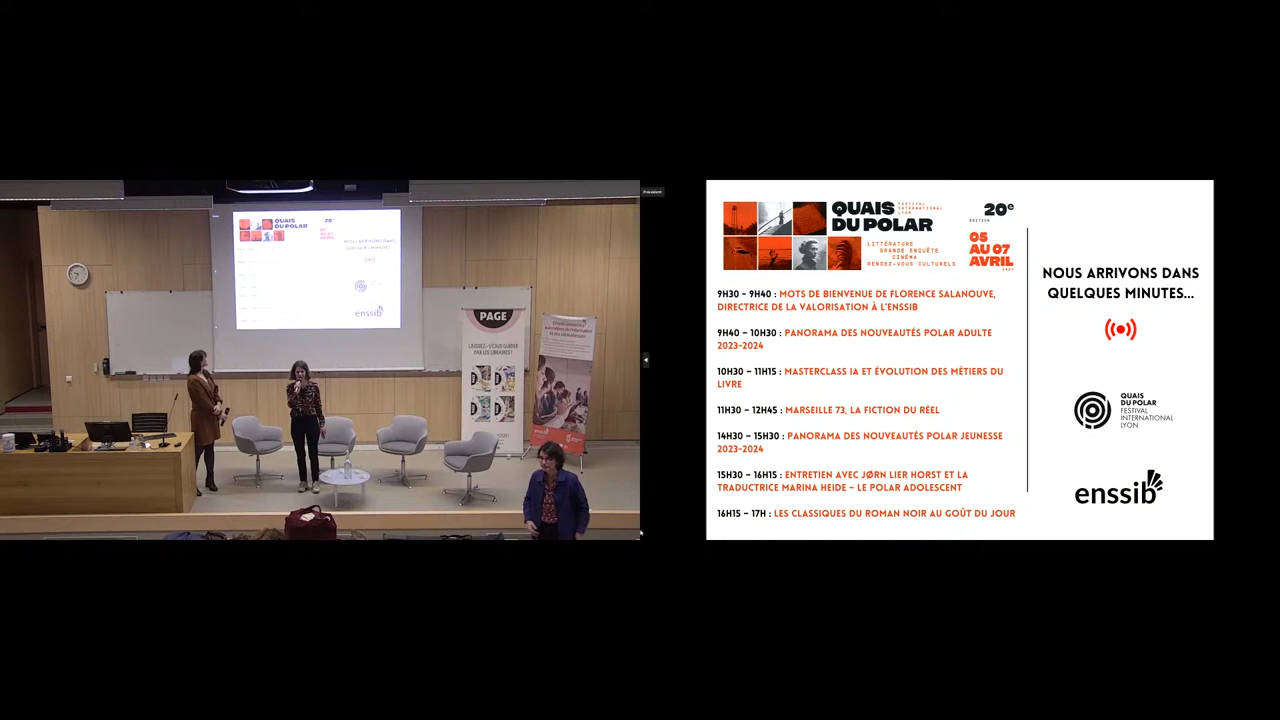 PAGE
LAISSEZ-VOUS GUIDER
PAR LES LIBRAIRES !
QUAIS
DU POLAR
20e
enssib
Président
QUAIS
DU POLAR
FESTIVAL
INTERNATIONAL
LYON
20e
ÉDITION
LITTÉRATURE
GRANDE ENQUÊTE
CINÉMA
RENDEZ-VOUS CULTURELS
05
AU 07
AVRIL
2024
9H30 - 9H40 : MOTS DE BIENVENUE DE FLORENCE SALANOUVE,
DIRECTRICE DE LA VALORISATION À L'ENSSIB
9H40 – 10H30 : PANORAMA DES NOUVEAUTÉS POLAR ADULTE
2023-2024
10H30 – 11H15 : MASTERCLASS IA ET ÉVOLUTION DES MÉTIERS DU
LIVRE
11H30 – 12H45 : MARSEILLE 73, LA FICTION DU RÉEL
14H30 – 15H30 : PANORAMA DES NOUVEAUTÉS POLAR JEUNESSE
2023-2024
15H30 – 16H15 : ENTRETIEN AVEC JØRN LIER HORST ET LA
TRADUCTRICE MARINA HEIDE – LE POLAR ADOLESCENT
16H15 – 17H : LES CLASSIQUES DU ROMAN NOIR AU GOÛT DU JOUR
NOUS ARRIVONS DANS
QUELQUES MINUTES...
QUAIS
DU POLAR
FESTIVAL
INTERNATIONAL
LYON
enssib